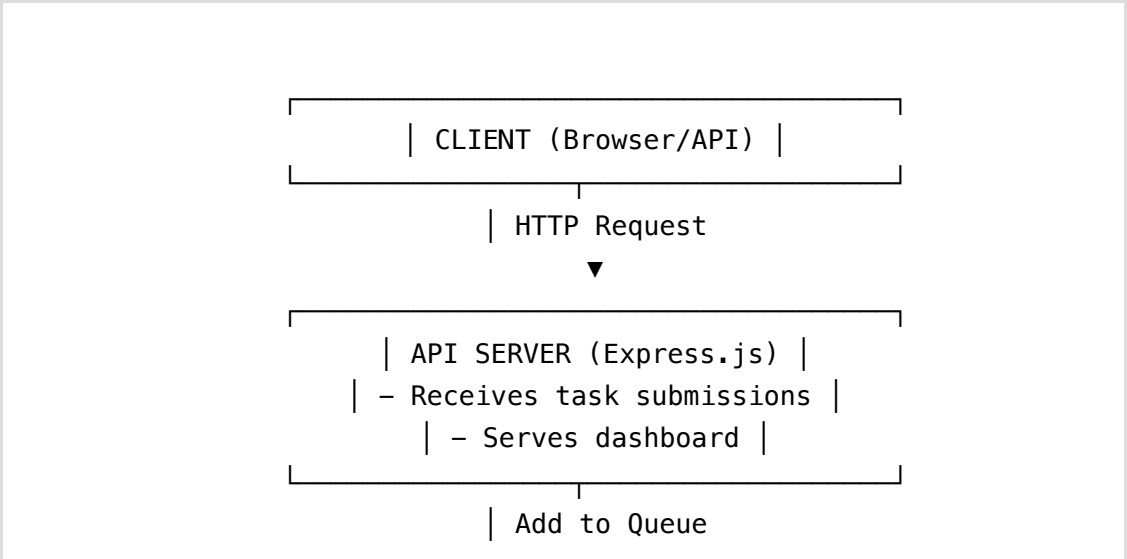 ┌──────────────────────────────────────┐
│ CLIENT (Browser/API) │
└──────────────────┬───────────────────┘
│ HTTP Request
▼
┌──────────────────────────────────────┐
│ API SERVER (Express.js) │
│ – Receives task submissions │
│ – Serves dashboard │
└──────────────────┬───────────────────┘
│ Add to Queue